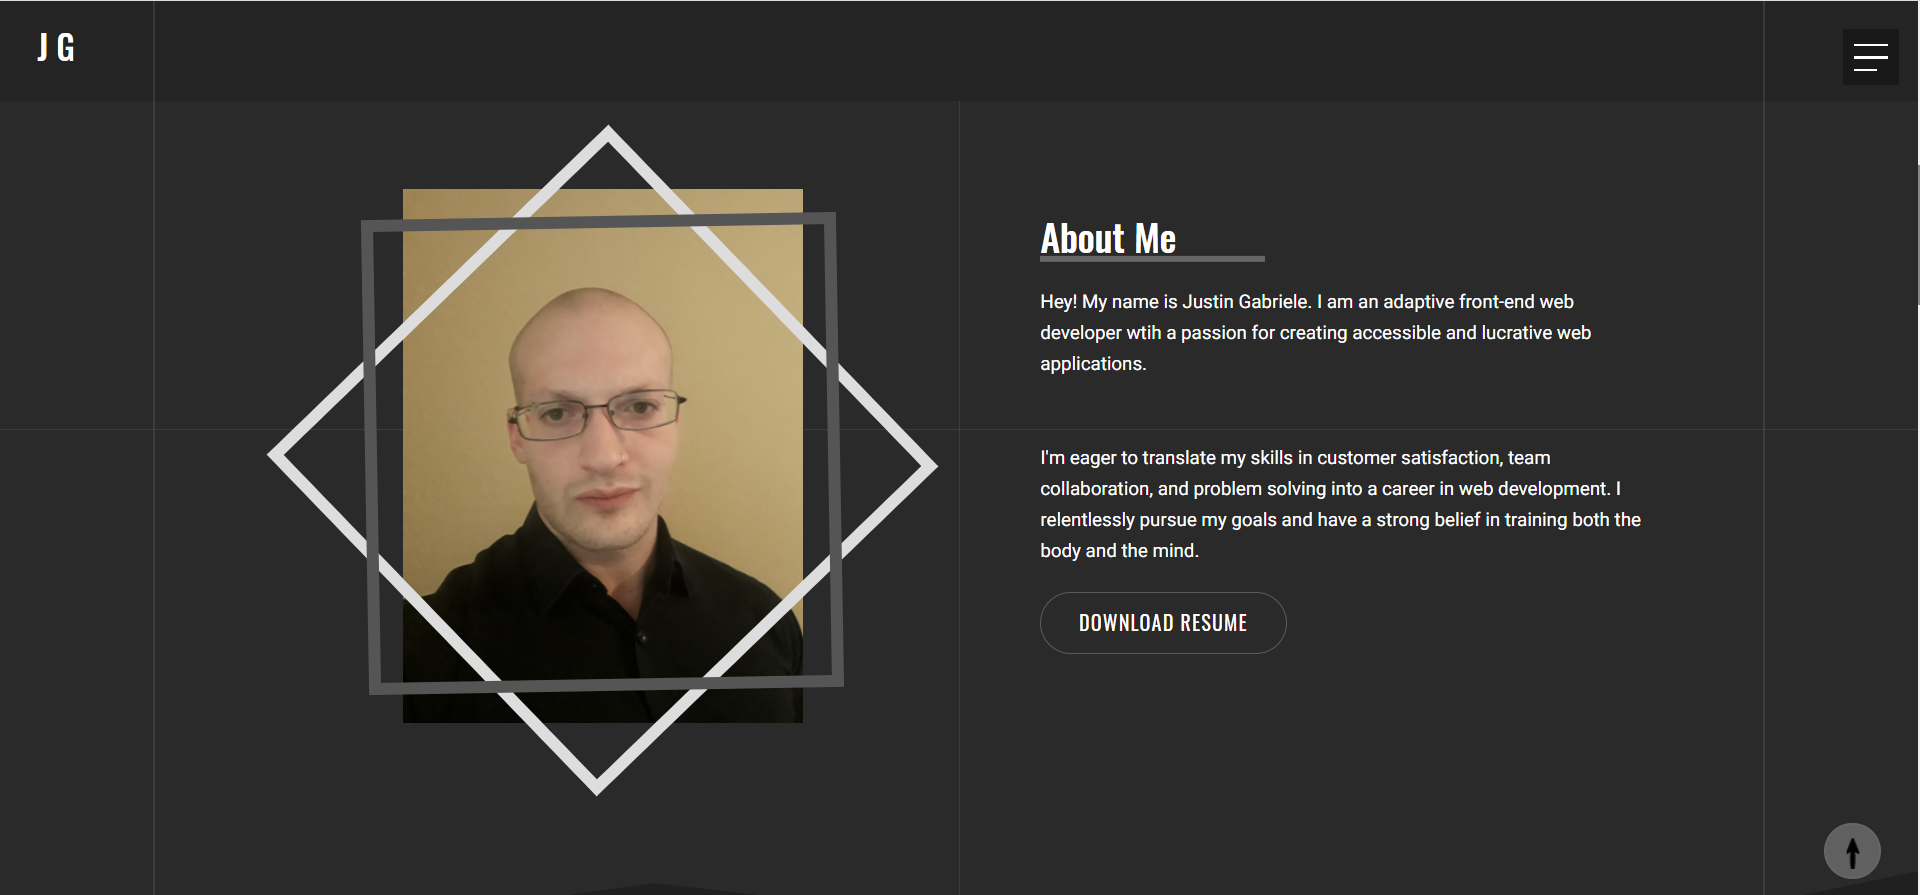 J G
About Me
Hey! My name is Justin Gabriele. I am an adaptive front-end web
developer wtih a passion for creating accessible and lucrative web
applications.
I'm eager to translate my skills in customer satisfaction, team
collaboration, and problem solving into a career in web development. I
relentlessly pursue my goals and have a strong belief in training both the
body and the mind.
DOWNLOAD RESUME